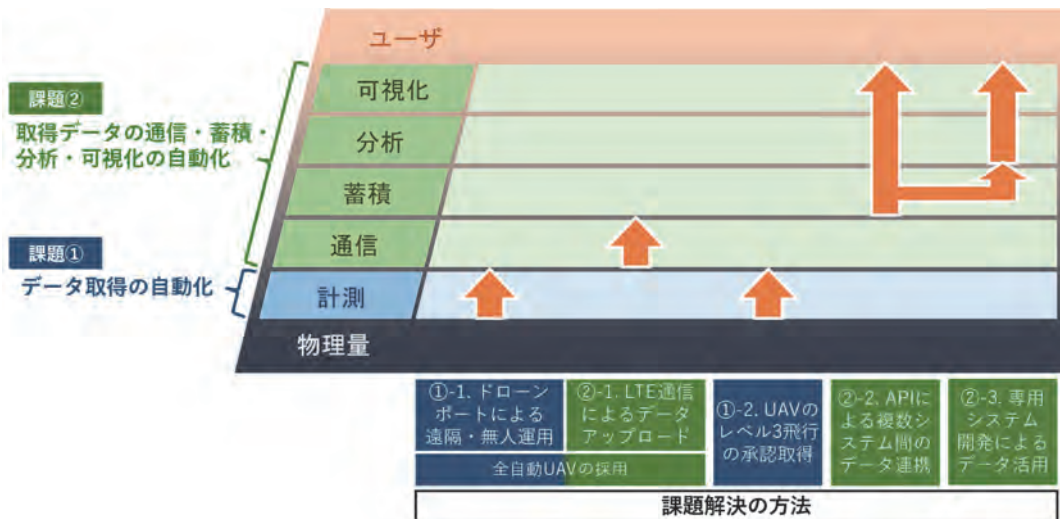 ユーザ
可視化
分析
蓄積
通信
計測
物理量
課題②
取得データの通信・蓄積・
分析・可視化の自動化
課題①
データ取得の自動化
①-1. ドローン
ポートによる
遠隔・無人運用
②-1. LTE通信
によるデータ
アップロード
全自動UAVの採用
①-2. UAVの
レベル3飛行
の承認取得
②-2. APIに
よる複数シ
ステム間の
データ連携
②-3. 専用
システム
開発による
データ活用
課題解決の方法